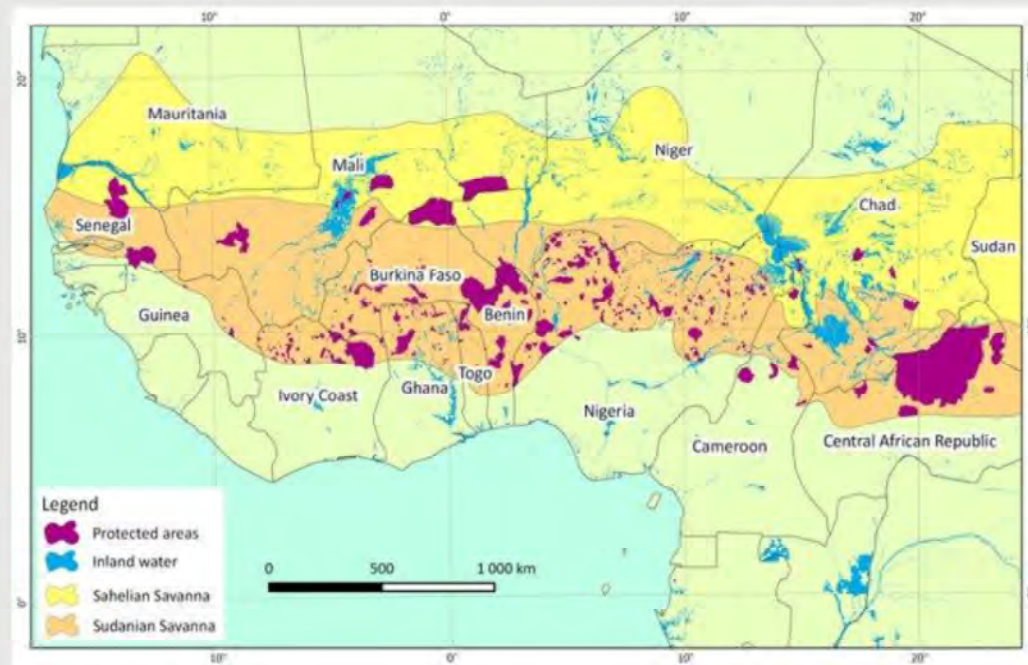 10° 0° 10° 20°
20° Mauritania
Niger
Mali
Chad
Senegal
Sudan
Burkina Faso
Benin
Guinea
10°
Togo
Ghana
Ivory Coast
Nigeria
Central African Republic
Cameroon
Legend
Protected areas
Inland water
0 500 1 000 km
Sahelian Savanna
0°
Sudanian Savanna
10° 0° 10° 20°